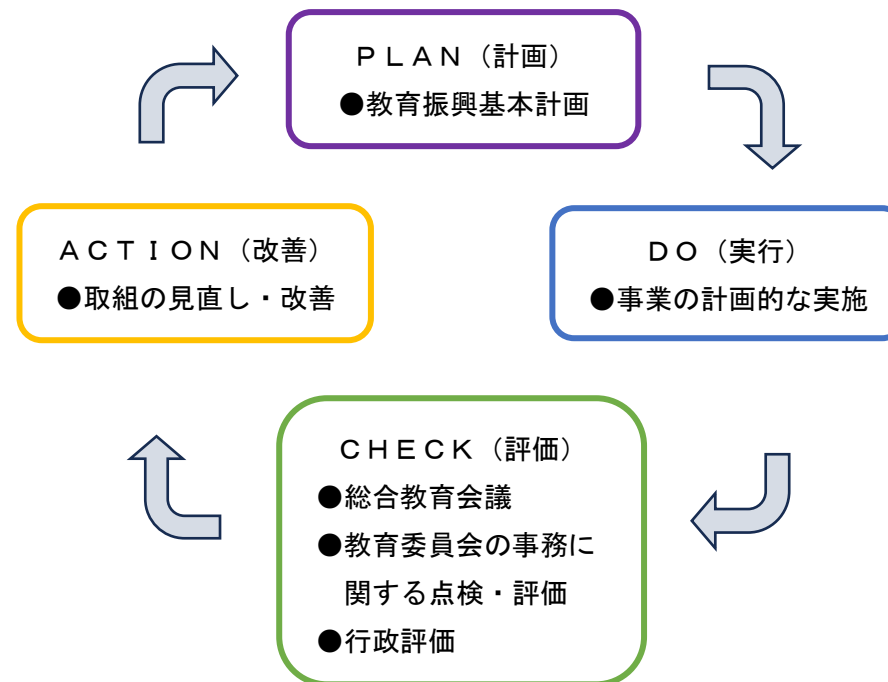 ＰＬＡＮ（計画）
●教育振興基本計画
ＡＣＴＩＯＮ（改善）
●取組の見直し・改善
ＤＯ（実行）
●事業の計画的な実施
ＣＨＥＣＫ（評価）
●総合教育会議
●教育委員会の事務に
関する点検・評価
●行政評価